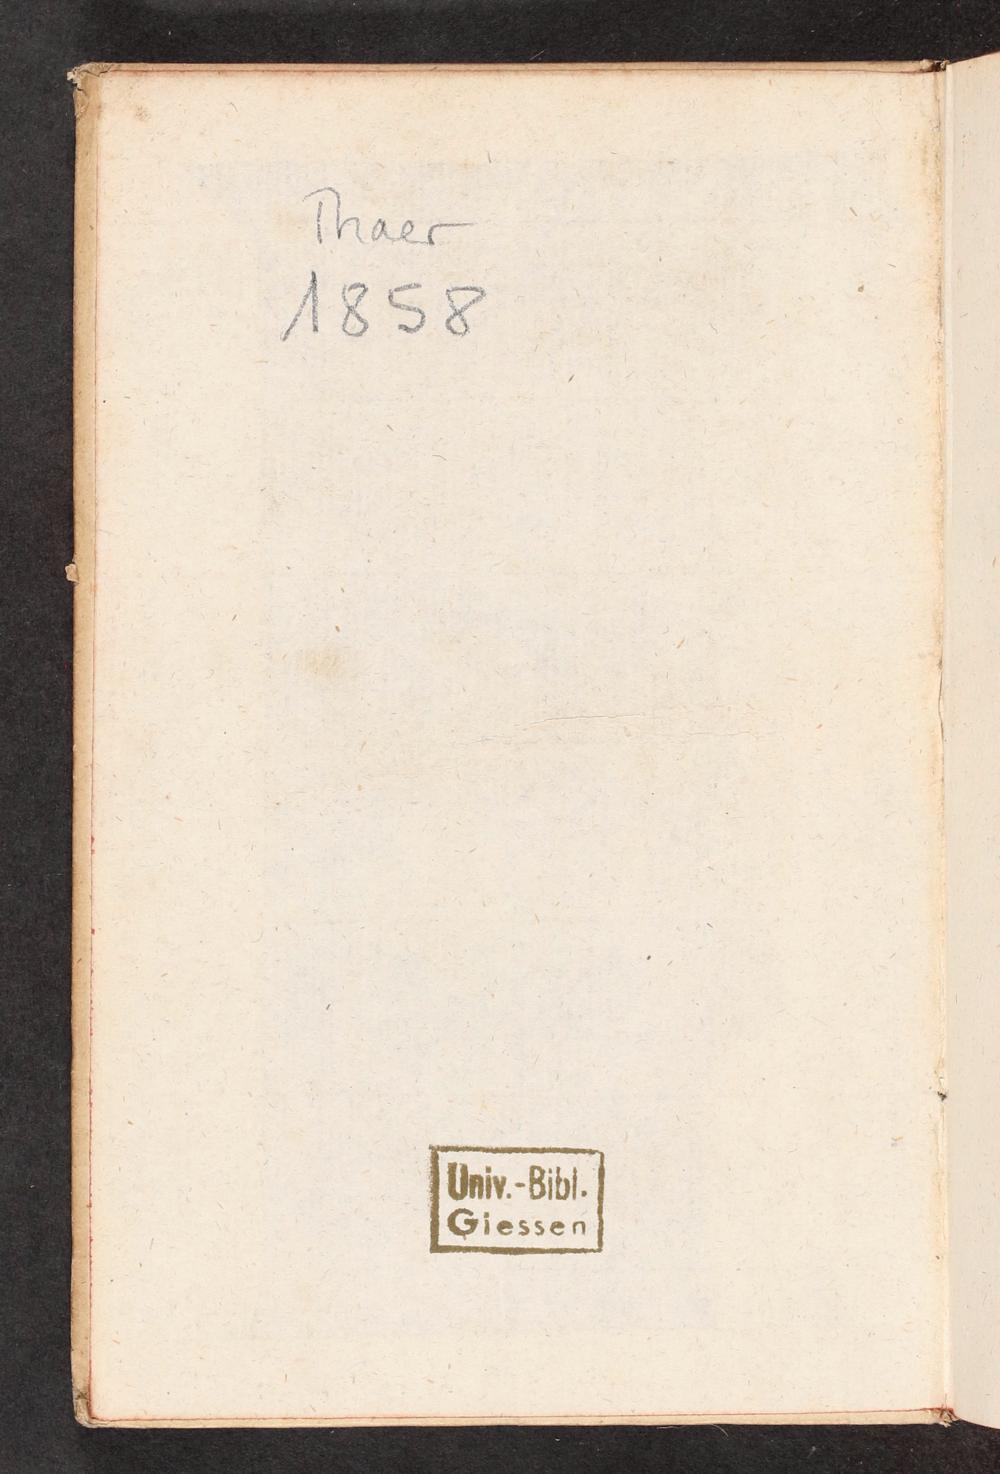 Thaer
1858
Univ.-Bibl.
Giessen